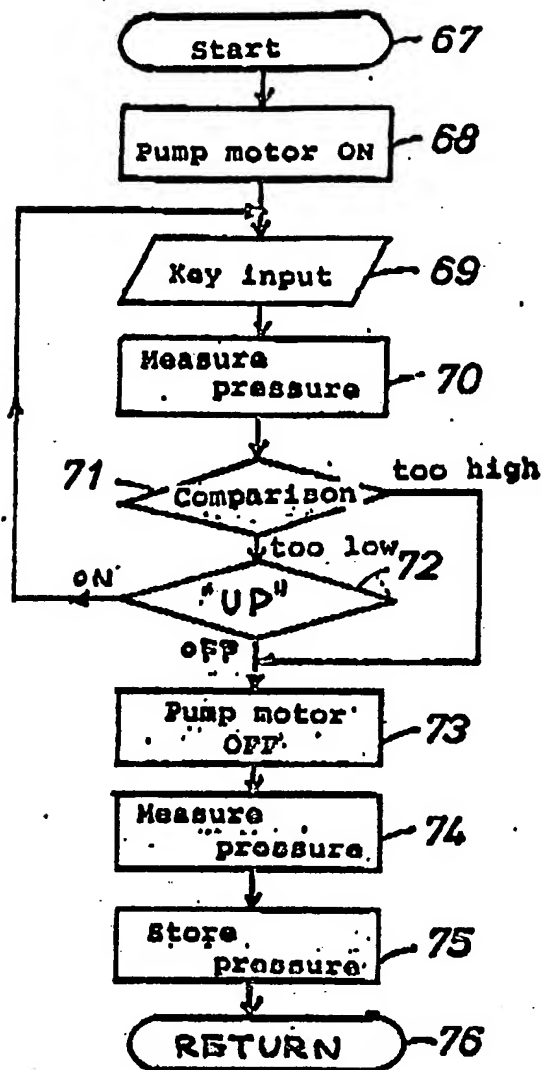 Start 67
Pump motor ON 68
Key input 69
Measure
pressure 70
71 Comparison too high
too low
ON "UP" 72
OFF
Pump motor
OFF 73
Measure
pressure 74
Store
pressure 75
RETURN 76